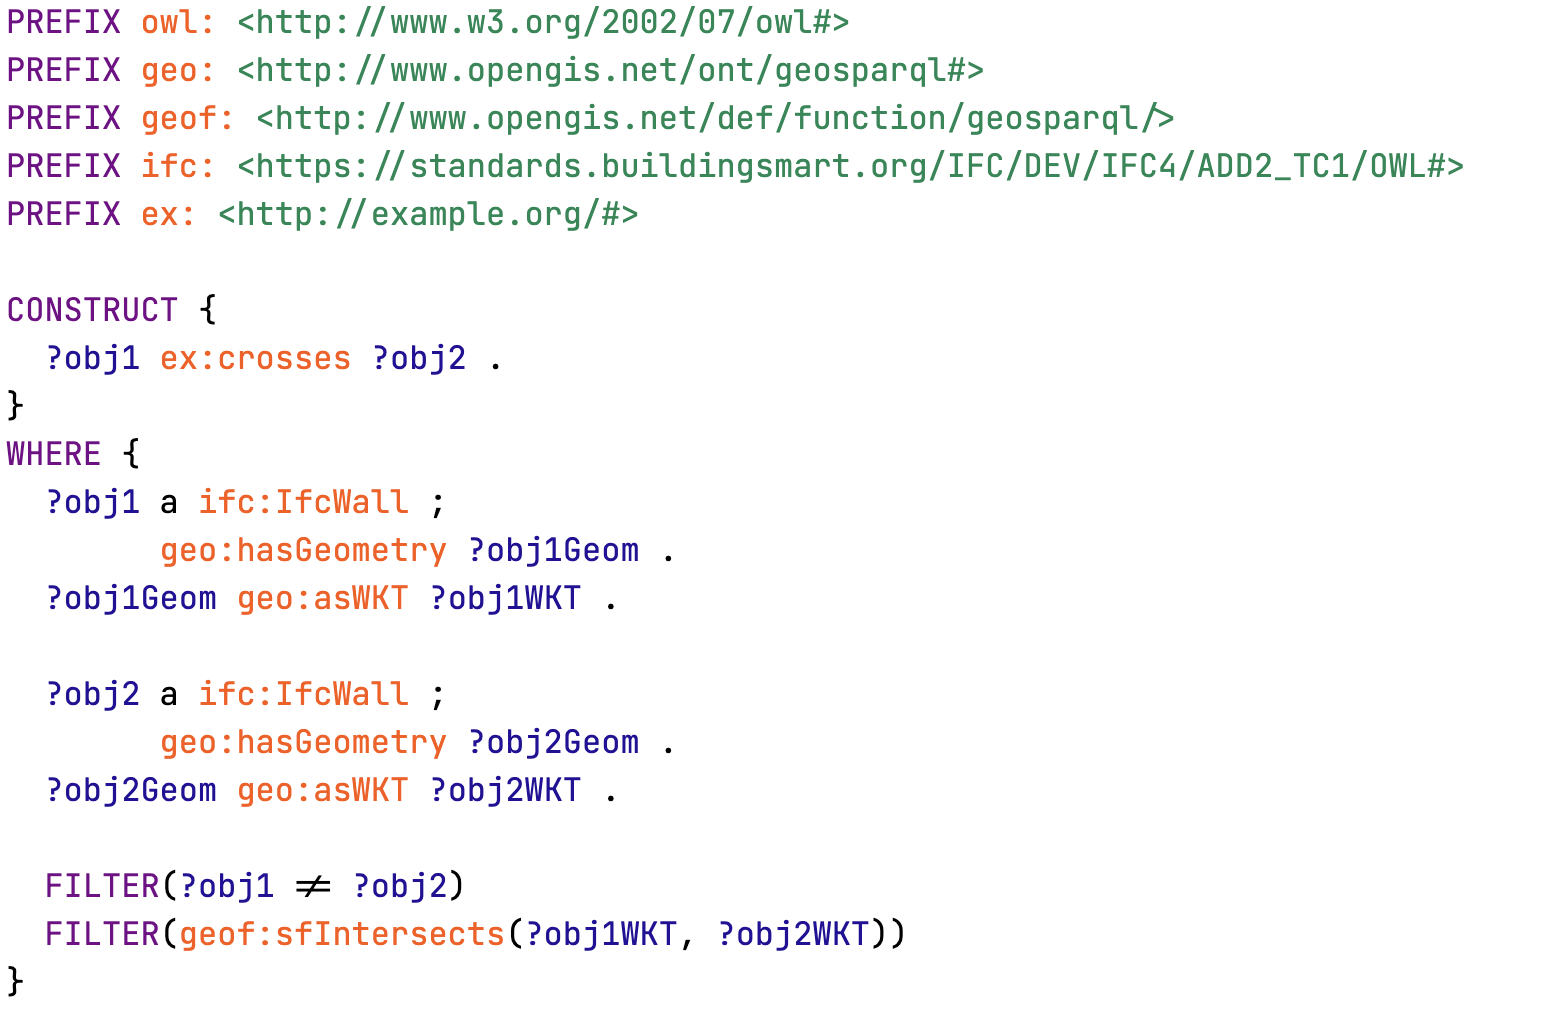 PREFIX owl: <http://www.w3.org/2002/07/owl#>
PREFIX geo: <http://www.opengis.net/ont/geosparql#>
PREFIX geof: <http://www.opengis.net/def/function/geosparql/>
PREFIX ifc: <https://standards.buildingsmart.org/IFC/DEV/IFC4/ADD2_TC1/OWL#>
PREFIX ex: <http://example.org/#>

CONSTRUCT {
  ?obj1 ex:crosses ?obj2 .
}
WHERE {
  ?obj1 a ifc:IfcWall ;
        geo:hasGeometry ?obj1Geom .
  ?obj1Geom geo:asWKT ?obj1WKT .

  ?obj2 a ifc:IfcWall ;
        geo:hasGeometry ?obj2Geom .
  ?obj2Geom geo:asWKT ?obj2WKT .

  FILTER(?obj1 != ?obj2)
  FILTER(geof:sfIntersects(?obj1WKT, ?obj2WKT))
}